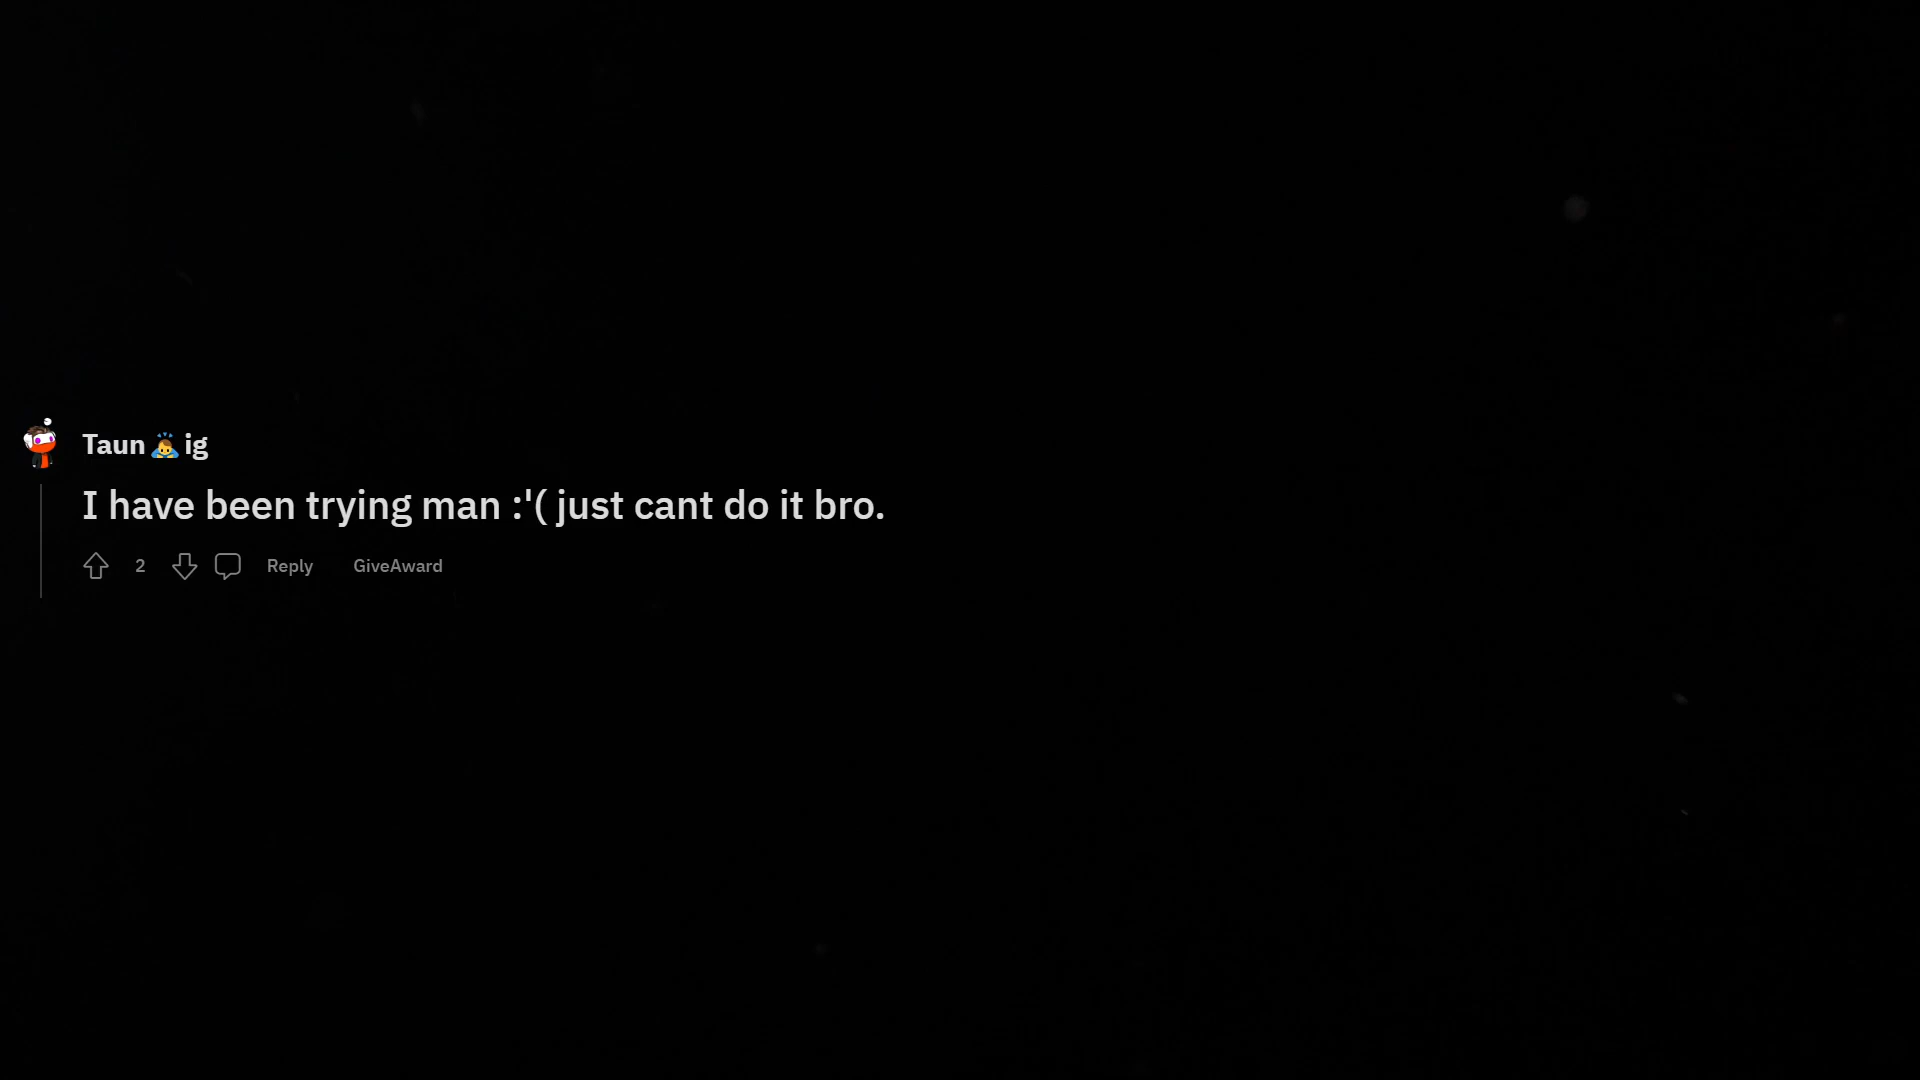 Taun🙇ig
I have been trying man :'( just cant do it bro.
2 Reply GiveAward